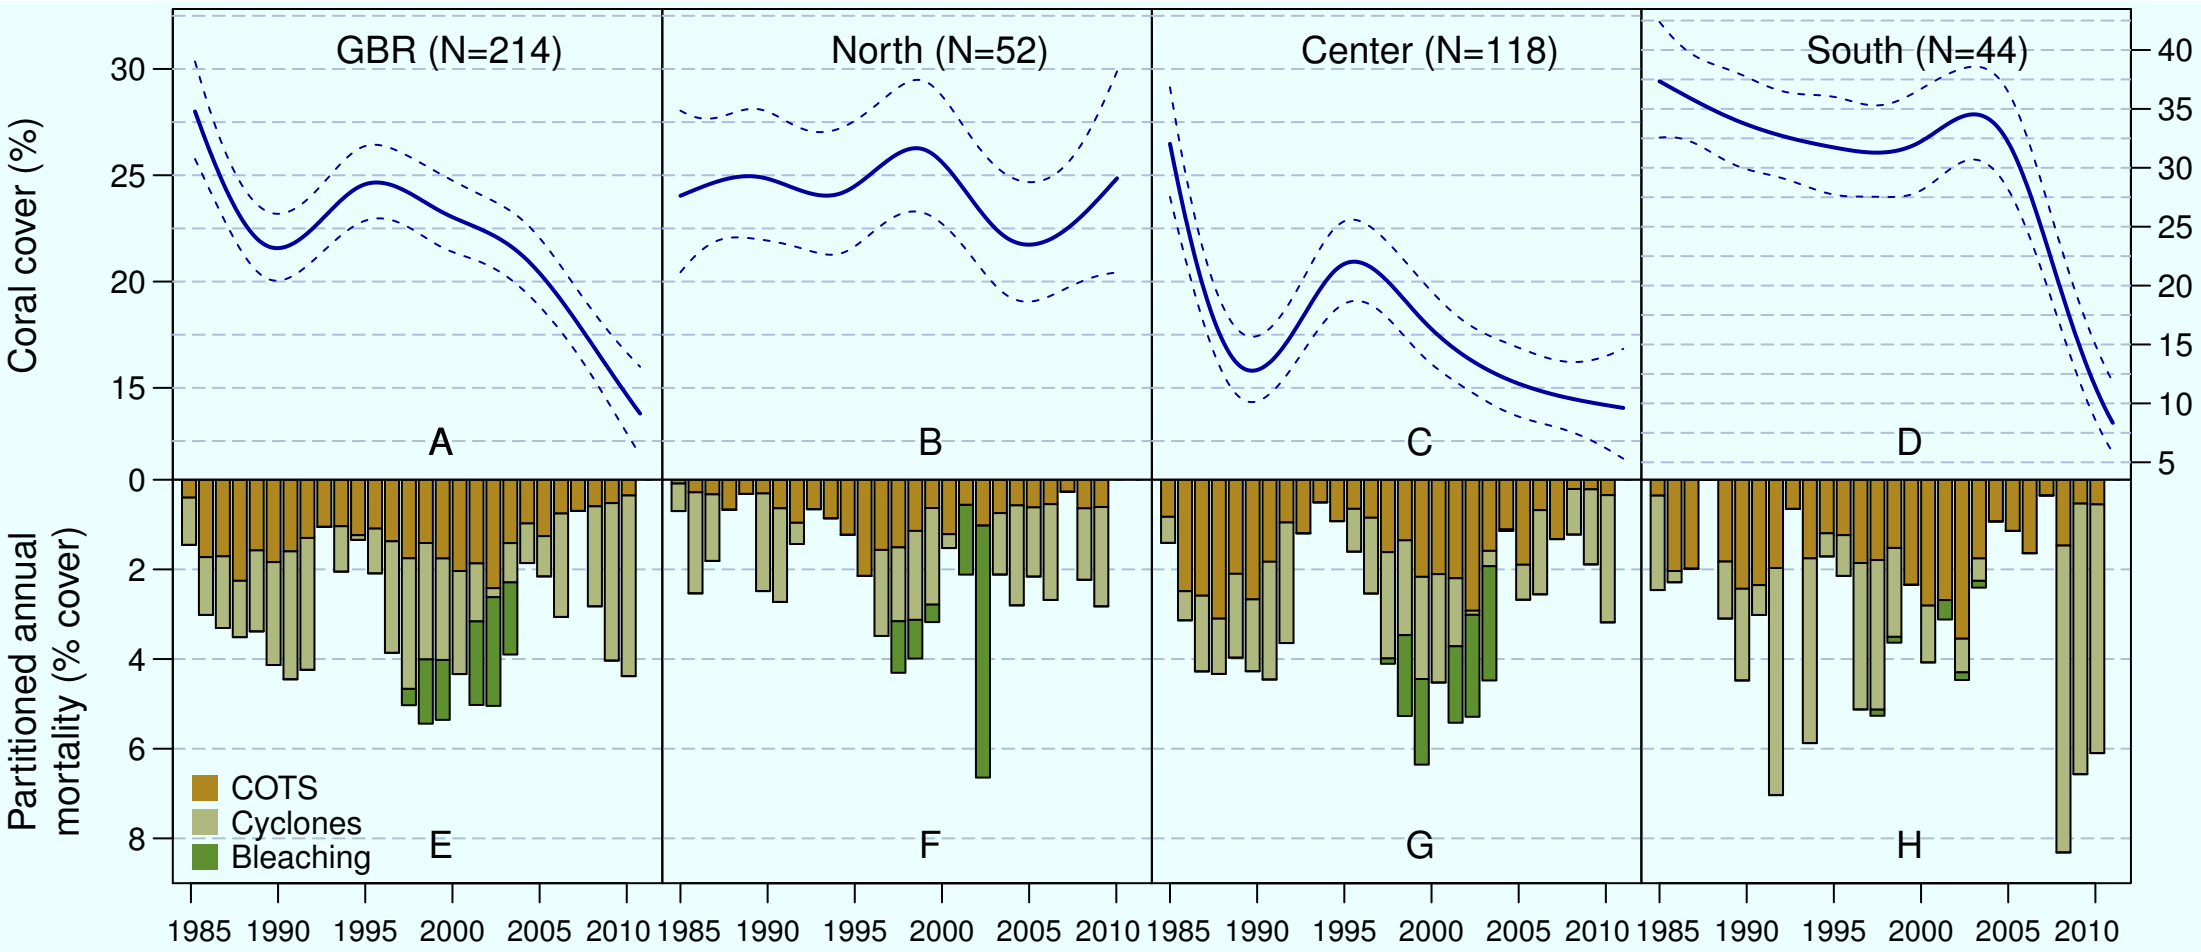 GBR (N=214)
North (N=52)
Center (N=118)
South (N=44)
Coral cover (%)
30
25
20
15
40
35
30
25
20
15
10
5
A
B
C
D
Partitioned annual
mortality (% cover)
0
2
4
6
8
COTS
Cyclones
Bleaching
E
F
G
H
1985 1990 1995 2000 2005 2010
1985 1990 1995 2000 2005 2010
1985 1990 1995 2000 2005 2010
1985 1990 1995 2000 2005 2010